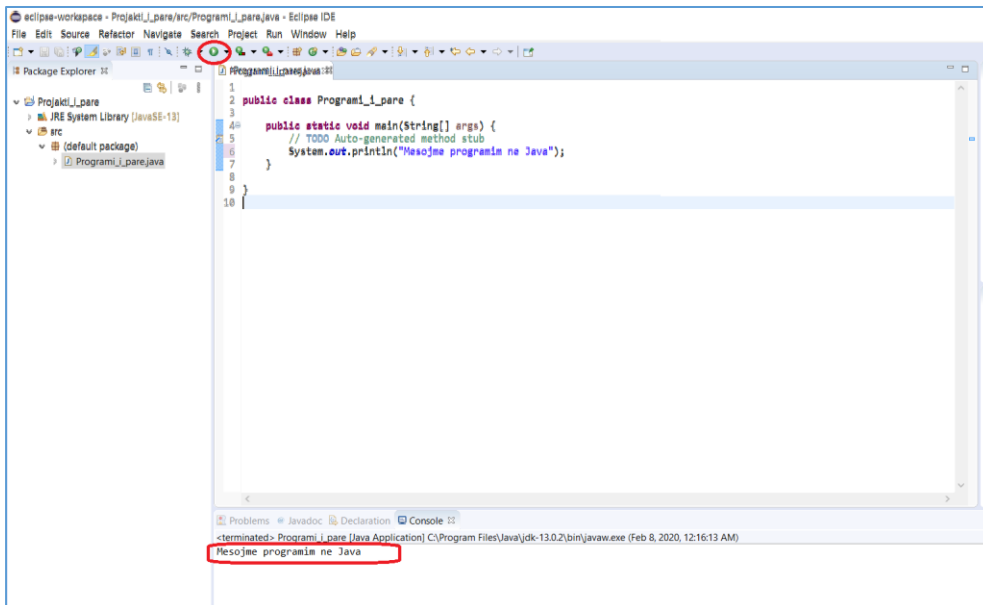 eclipse-workspace - Projekti_i_pare/src/Programi_i_pare.java - Eclipse IDE
File Edit Source Refactor Navigate Search Project Run Window Help
Package Explorer
Projekti_i_pare
JRE System Library [JavaSE-13]
src
(default package)
Programi_i_pare.java
1
2 public class Programi_i_pare {
3
4 public static void main(String[] args) {
5 // TODO Auto-generated method stub
6 System.out.println("Mesojme programim ne Java");
7 }
8
9 }
10
Problems Javadoc Declaration Console
<terminated> Programi_i_pare [Java Application] C:\Program Files\Java\jdk-13.0.2\bin\javaw.exe (Feb 8, 2020, 12:16:13 AM)
Mesojme programim ne Java